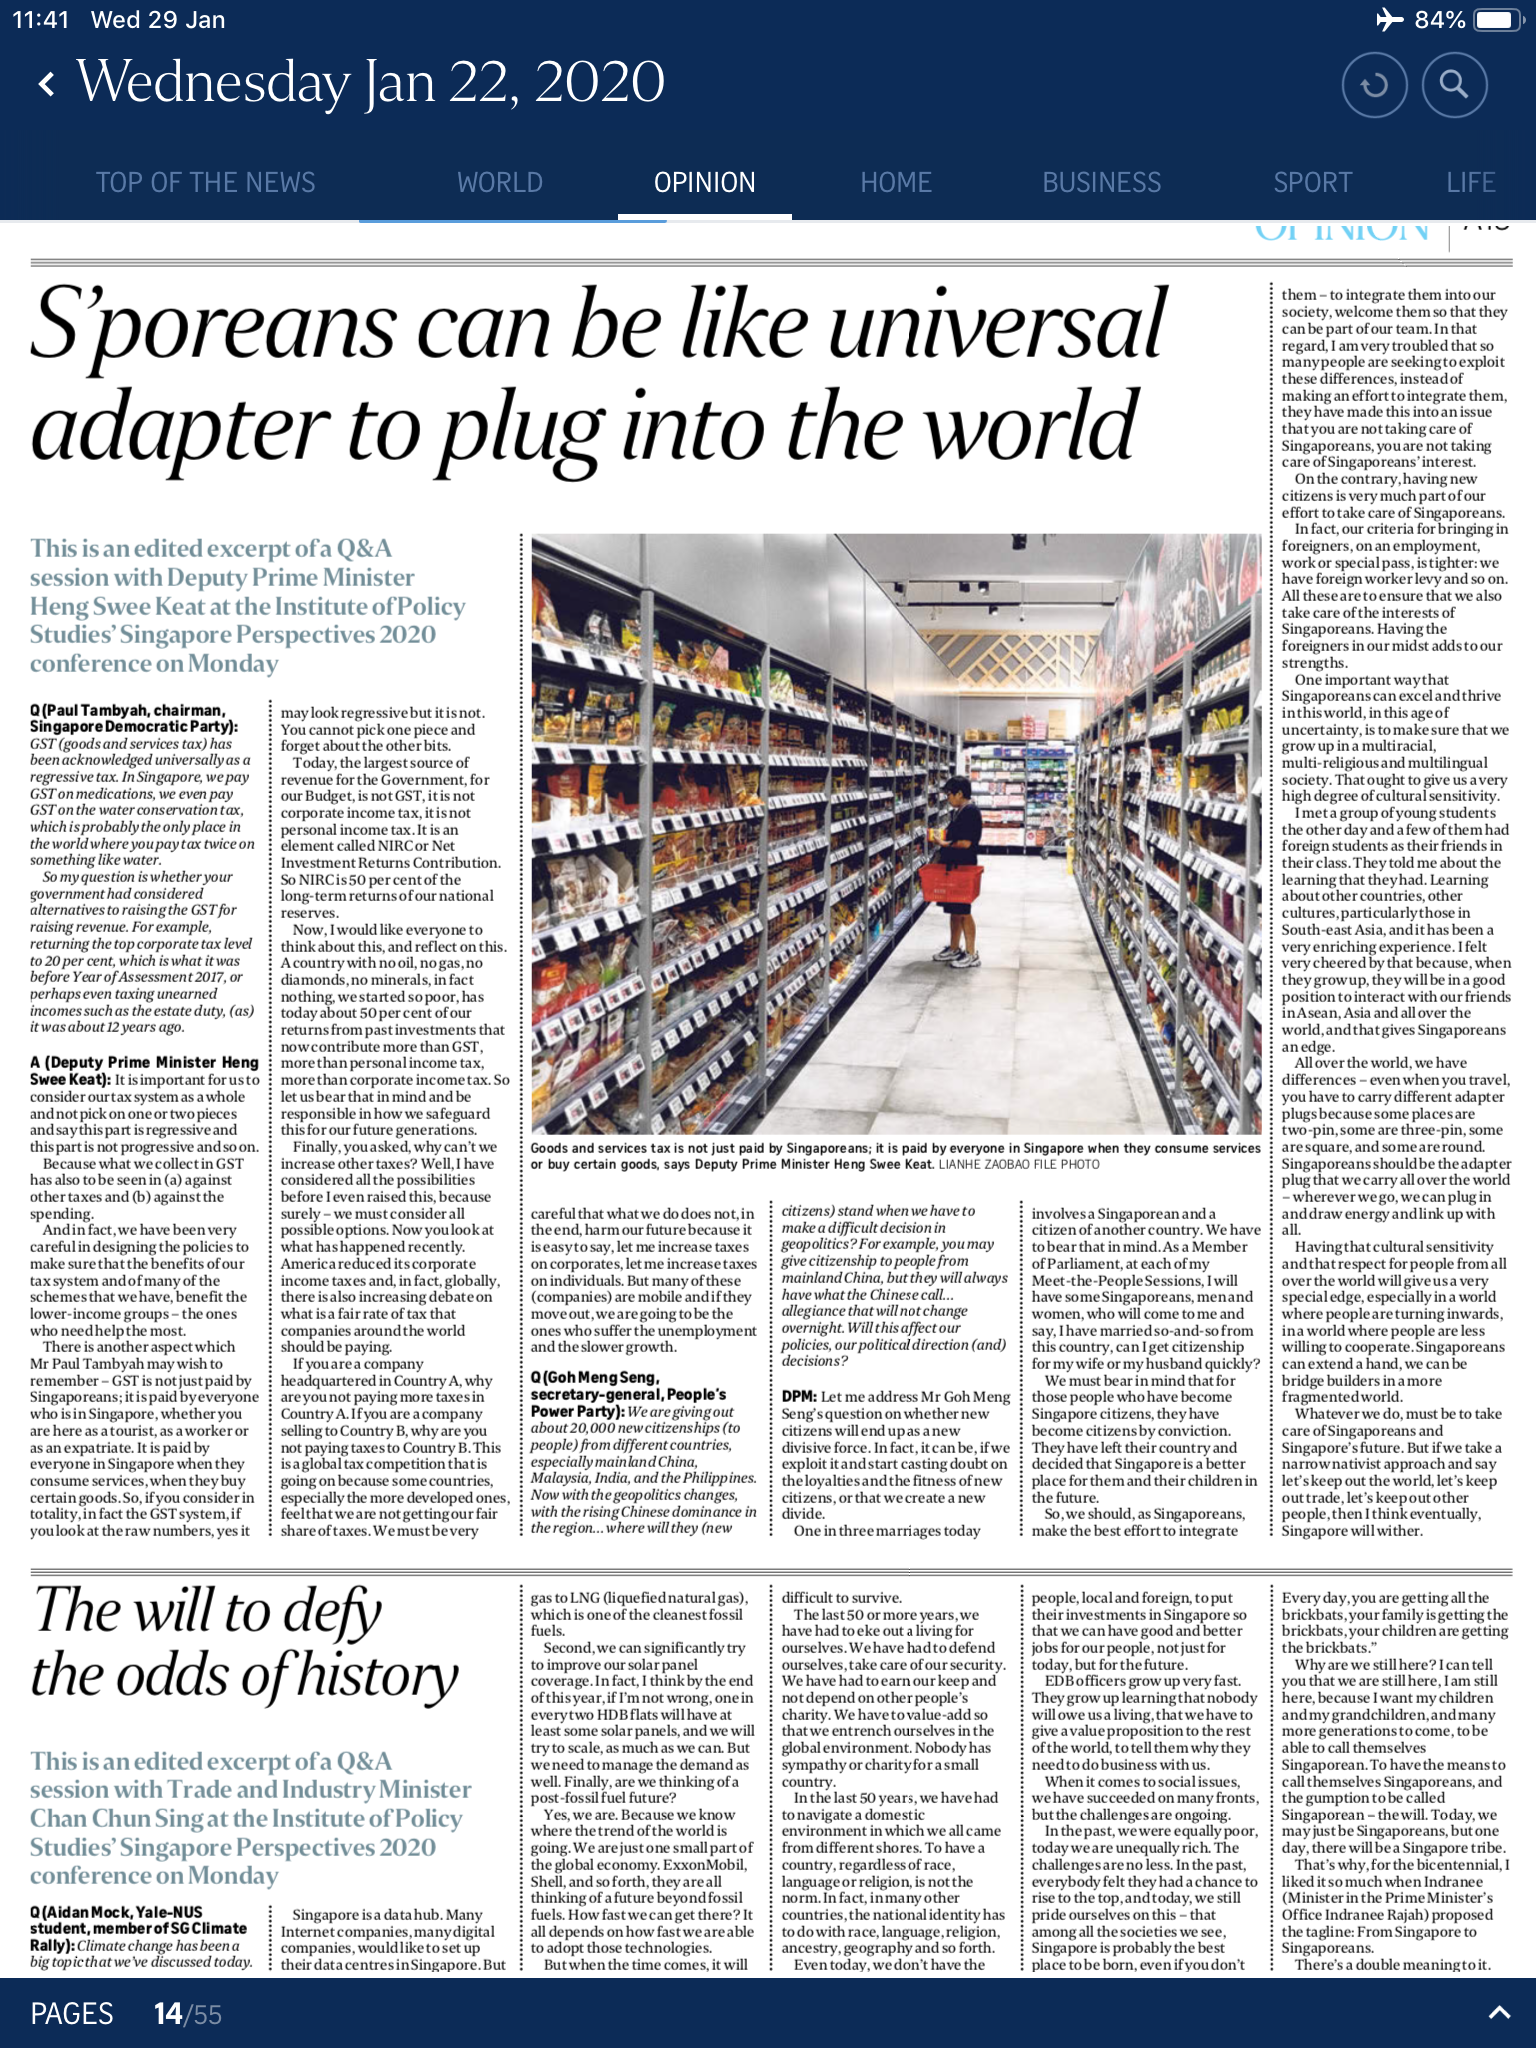 11:41 Wed 29 Jan
84%
Wednesday Jan 22, 2020
TOP OF THE NEWS
WORLD
OPINION
HOME
BUSINESS
SPORT
LIFE
OPINION
S'poreans can be like universal
adapter to plug into the world
This is an edited excerpt of a Q&A
session with Deputy Prime Minister
Heng Swee Keat at the Institute of Policy
Studies' Singapore Perspectives 2020
conference on Monday
Q (Paul Tambyah, chairman,
Singapore Democratic Party):
GST (goods and services tax) has
been acknowledged universally as a
regressive tax. In Singapore, we pay
GST on medications, we even pay
GST on the water conservation tax,
which is probably the only place in
the world where you pay tax twice on
something like water.
So my question is whether your
government had considered
alternatives to raising the GST for
raising revenue. For example,
returning the top corporate tax level
to 20 per cent, which is what it was
before Year of Assessment 2017, or
perhaps even taxing unearned
incomes such as the estate duty, (as)
it was about 12 years ago.
A (Deputy Prime Minister Heng
Swee Keat): It is important for us to
consider our tax system as a whole
and not pick on one or two pieces
and say this part is regressive and
this part is not progressive and so on.
Because what we collect in GST
has also to be seen in (a) against
other taxes and (b) against the
spending.
And in fact, we have been very
careful in designing the policies to
make sure that the benefits of our
tax system and of many of the
schemes that we have, benefit the
lower-income groups – the ones
who need help the most.
There is another aspect which
Mr Paul Tambyah may wish to
remember – GST is not just paid by
Singaporeans; it is paid by everyone
who is in Singapore, whether you
are here as a tourist, as a worker or
as an expatriate. It is paid by
everyone in Singapore when they
consume services, when they buy
certain goods. So, if you consider in
totality, in fact the GST system, if
you look at the raw numbers, yes it
may look regressive but it is not.
You cannot pick one piece and
forget about the other bits.
Today, the largest source of
revenue for the Government, for
our Budget, is not GST, it is not
corporate income tax, it is not
personal income tax. It is an
element called NIRC or Net
Investment Returns Contribution.
So NIRC is 50 per cent of the
long-term returns of our national
reserves.
Now, I would like everyone to
think about this, and reflect on this.
A country with no oil, no gas, no
diamonds, no minerals, in fact
nothing, we started so poor, has
today about 50 per cent of our
returns from past investments that
now contribute more than GST,
more than personal income tax,
more than corporate income tax. So
let us bear that in mind and be
responsible in how we safeguard
this for our future generations.
Finally, you asked, why can't we
increase other taxes? Well, I have
considered all the possibilities
before I even raised this, because
surely – we must consider all
possible options. Now you look at
what has happened recently.
America reduced its corporate
income taxes and, in fact, globally,
there is also increasing debate on
what is a fair rate of tax that
companies around the world
should be paying.
If you are a company
headquartered in Country A, why
are you not paying more taxes in
Country A. If you are a company
selling to Country B, why are you
not paying taxes to Country B. This
is a global tax competition that is
going on because some countries,
especially the more developed ones,
feel that we are not getting our fair
share of taxes. We must be very
Goods and services tax is not just paid by Singaporeans; it is paid by everyone in Singapore when they consume services
or buy certain goods, says Deputy Prime Minister Heng Swee Keat. LIANHE ZAOBAO FILE PHOTO
careful that what we do does not, in
the end, harm our future because it
is easy to say, let me increase taxes
on corporates, let me increase taxes
on individuals. But many of these
(companies) are mobile and if they
move out, we are going to be the
ones who suffer the unemployment
and the slower growth.
Q (Goh Meng Seng,
secretary-general, People's
Power Party): We are giving out
about 20,000 new citizenships (to
people) from different countries,
especially mainland China,
Malaysia, India, and the Philippines.
Now with the geopolitics changes,
with the rising Chinese dominance in
the region... where will they (new
citizens) stand when we have to
make a difficult decision in
geopolitics? For example, you may
give citizenship to people from
mainland China, but they will always
have what the Chinese call...
allegiance that will not change
overnight. Will this affect our
policies, our political direction (and)
decisions?
DPM: Let me address Mr Goh Meng
Seng's question on whether new
citizens will end up as a new
divisive force. In fact, it can be, if we
exploit it and start casting doubt on
the loyalties and the fitness of new
citizens, or that we create a new
divide.
One in three marriages today
involves a Singaporean and a
citizen of another country. We have
to bear that in mind. As a Member
of Parliament, at each of my
Meet-the-People Sessions, I will
have some Singaporeans, men and
women, who will come to me and
say, I have married so-and-so from
this country, can I get citizenship
for my wife or my husband quickly?
We must bear in mind that for
those people who have become
Singapore citizens, they have
become citizens by conviction.
They have left their country and
decided that Singapore is a better
place for them and their children in
the future.
So, we should, as Singaporeans,
make the best effort to integrate
them – to integrate them into our
society, welcome them so that they
can be part of our team. In that
regard, I am very troubled that so
many people are seeking to exploit
these differences, instead of
making an effort to integrate them,
they have made this into an issue
that you are not taking care of
Singaporeans, you are not taking
care of Singaporeans' interest.
On the contrary, having new
citizens is very much part of our
effort to take care of Singaporeans.
In fact, our criteria for bringing in
foreigners, on an employment,
work or special pass, is tighter: we
have foreign worker levy and so on.
All these are to ensure that we also
take care of the interests of
Singaporeans. Having the
foreigners in our midst adds to our
strengths.
One important way that
Singaporeans can excel and thrive
in this world, in this age of
uncertainty, is to make sure that we
grow up in a multiracial,
multi-religious and multilingual
society. That ought to give us a very
high degree of cultural sensitivity.
I met a group of young students
the other day and a few of them had
foreign students as their friends in
their class. They told me about the
learning that they had. Learning
about other countries, other
cultures, particularly those in
South-east Asia, and it has been a
very enriching experience. I felt
very cheered by that because, when
they grow up, they will be in a good
position to interact with our friends
in Asean, Asia and all over the
world, and that gives Singaporeans
an edge.
All over the world, we have
differences – even when you travel,
you have to carry different adapter
plugs because some places are
two-pin, some are three-pin, some
are square, and some are round.
Singaporeans should be the adapter
plug that we carry all over the world
– wherever we go, we can plug in
and draw energy and link up with
all.
Having that cultural sensitivity
and that respect for people from all
over the world will give us a very
special edge, especially in a world
where people are turning inwards,
in a world where people are less
willing to cooperate. Singaporeans
can extend a hand, we can be
bridge builders in a more
fragmented world.
Whatever we do, must be to take
care of Singaporeans and
Singapore's future. But if we take a
narrow nativist approach and say
let's keep out the world, let's keep
out trade, let's keep out other
people, then I think eventually,
Singapore will wither.
The will to defy
the odds of history
This is an edited excerpt of a Q&A
session with Trade and Industry Minister
Chan Chun Sing at the Institute of Policy
Studies' Singapore Perspectives 2020
conference on Monday
Q (Aidan Mock, Yale-NUS
student, member of SG Climate
Rally): Climate change has been a
big topic that we've discussed today.
Singapore is a data hub. Many
Internet companies, many digital
companies, would like to set up
their data centres in Singapore. But
gas to LNG (liquefied natural gas),
which is one of the cleanest fossil
fuels.
Second, we can significantly try
to improve our solar panel
coverage. In fact, I think by the end
of this year, if I'm not wrong, one in
every two HDB flats will have at
least some solar panels, and we will
try to scale, as much as we can. But
we need to manage the demand as
well. Finally, are we thinking of a
post-fossil fuel future?
Yes, we are. Because we know
where the trend of the world is
going. We are just one small part of
the global economy. ExxonMobil,
Shell, and so forth, they are all
thinking of a future beyond fossil
fuels. How fast we can get there? It
all depends on how fast we are able
to adopt those technologies.
But when the time comes, it will
difficult to survive.
The last 50 or more years, we
have had to eke out a living for
ourselves. We have had to defend
ourselves, take care of our security.
We have had to earn our keep and
not depend on other people's
charity. We have to value-add so
that we entrench ourselves in the
global environment. Nobody has
sympathy or charity for a small
country.
In the last 50 years, we have had
to navigate a domestic
environment in which we all came
from different shores. To have a
country, regardless of race,
language or religion, is not the
norm. In fact, in many other
countries, the national identity has
to do with race, language, religion,
ancestry, geography and so forth.
Even today, we don't have the
people, local and foreign, to put
their investments in Singapore so
that we can have good and better
jobs for our people, not just for
today, but for the future.
EDB officers grow up very fast.
They grow up learning that nobody
will owe us a living, that we have to
give a value proposition to the rest
of the world, to tell them why they
need to do business with us.
When it comes to social issues,
we have succeeded on many fronts,
but the challenges are ongoing.
In the past, we were equally poor,
today we are unequally rich. The
challenges are no less. In the past,
everybody felt they had a chance to
rise to the top, and today, we still
pride ourselves on this – that
among all the societies we see,
Singapore is probably the best
place to be born, even if you don't
Every day, you are getting all the
brickbats, your family is getting the
brickbats, your children are getting
the brickbats."
Why are we still here? I can tell
you that we are still here, I am still
here, because I want my children
and my grandchildren, and many
more generations to come, to be
able to call themselves
Singaporean. To have the means to
call themselves Singaporeans, and
the gumption to be called
Singaporean – the will. Today, we
may just be Singaporeans, but one
day, there will be a Singapore tribe.
That's why, for the bicentennial, I
liked it so much when Indranee
(Minister in the Prime Minister's
Office Indranee Rajah) proposed
the tagline: From Singapore to
Singaporeans.
There's a double meaning to it.
PAGES 14/55